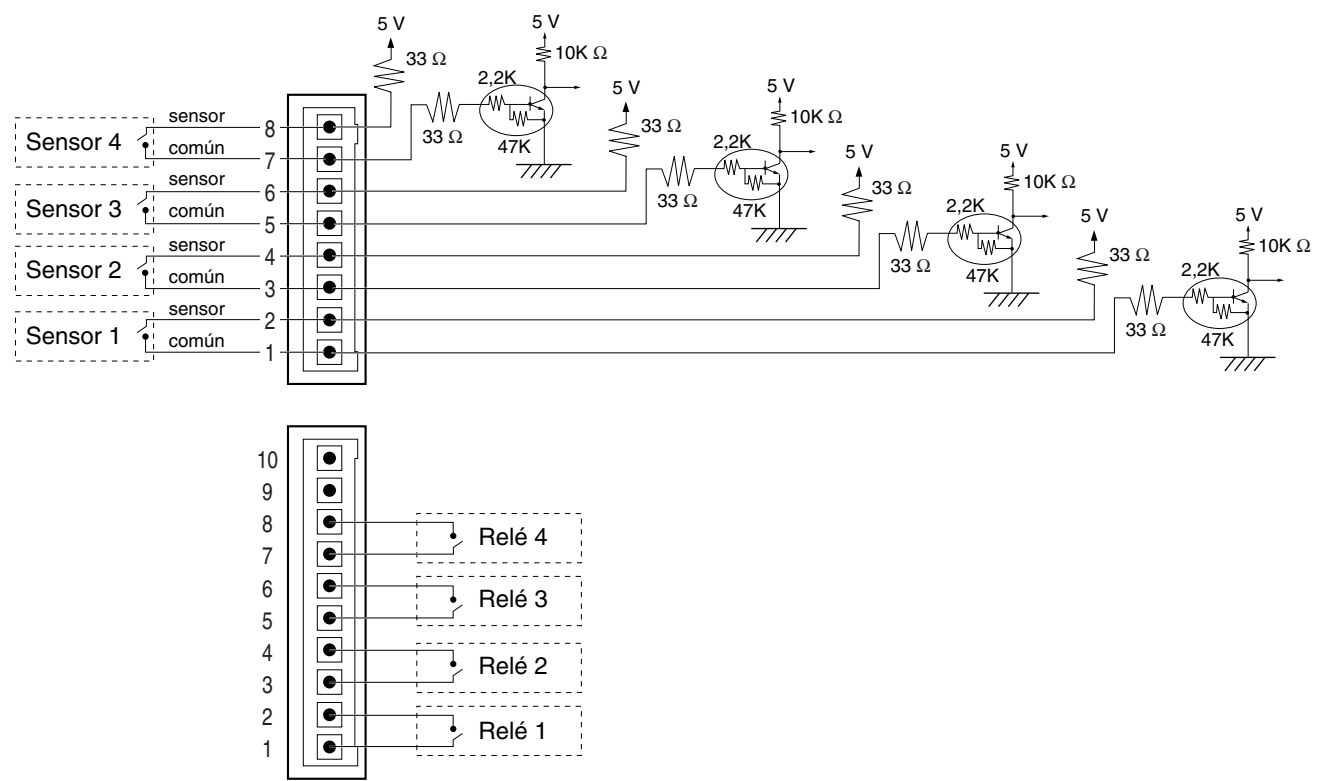 5 V
33 Ω
5 V
10K Ω
2,2K
33 Ω
47K
5 V
33 Ω
5 V
10K Ω
2,2K
33 Ω
47K
5 V
33 Ω
5 V
10K Ω
2,2K
33 Ω
47K
5 V
33 Ω
5 V
10K Ω
2,2K
33 Ω
47K
Sensor 4
sensor
8
común
7
Sensor 3
sensor
6
común
5
Sensor 2
sensor
4
común
3
Sensor 1
sensor
2
común
1
10
9
8
7
Relé 4
6
5
Relé 3
4
3
Relé 2
2
1
Relé 1